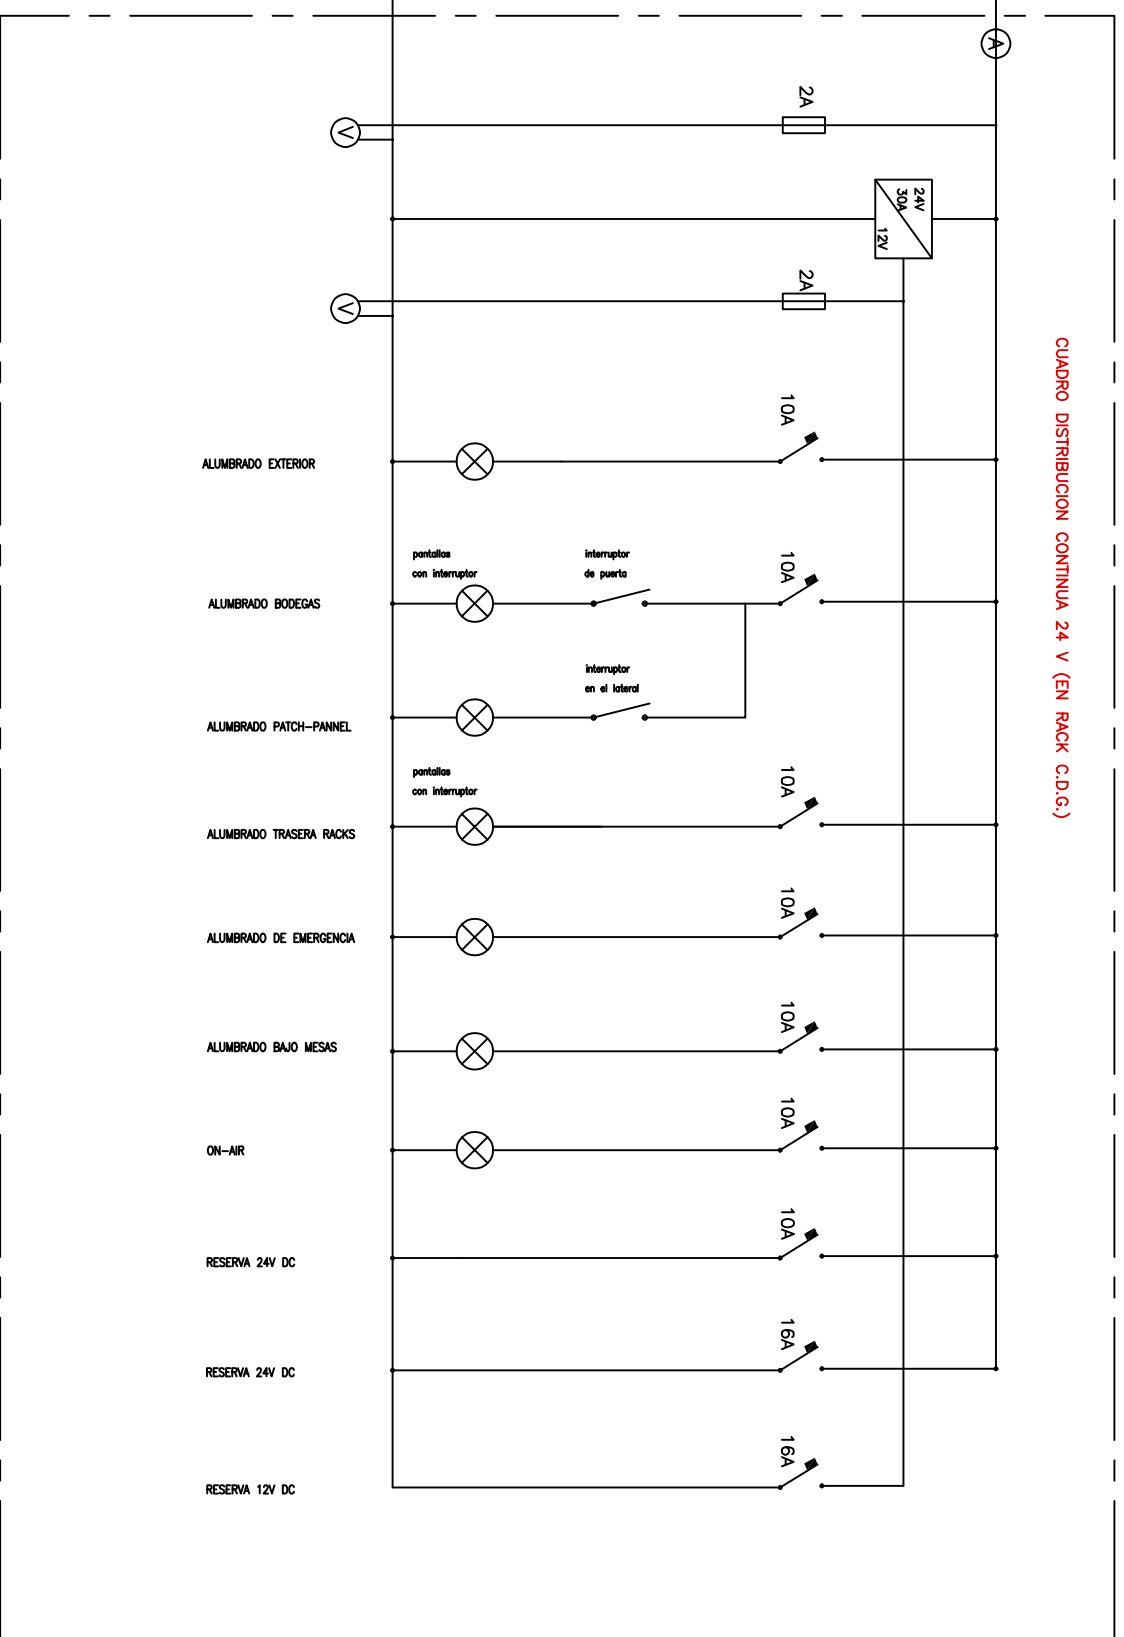 A
2A
V
24V
30A
12V
2A
V
CUADRO DISTRIBUCION CONTINUA 24 V (EN RACK C.D.G.)
10A
ALUMBRADO EXTERIOR
pantallas
con interruptor
interruptor
de puerta
10A
ALUMBRADO BODEGAS
interruptor
en el lateral
ALUMBRADO PATCH-PANNEL
pantallas
con interruptor
10A
ALUMBRADO TRASERA RACKS
10A
ALUMBRADO DE EMERGENCIA
10A
ALUMBRADO BAJO MESAS
10A
ON-AIR
10A
RESERVA 24V DC
16A
RESERVA 24V DC
16A
RESERVA 12V DC